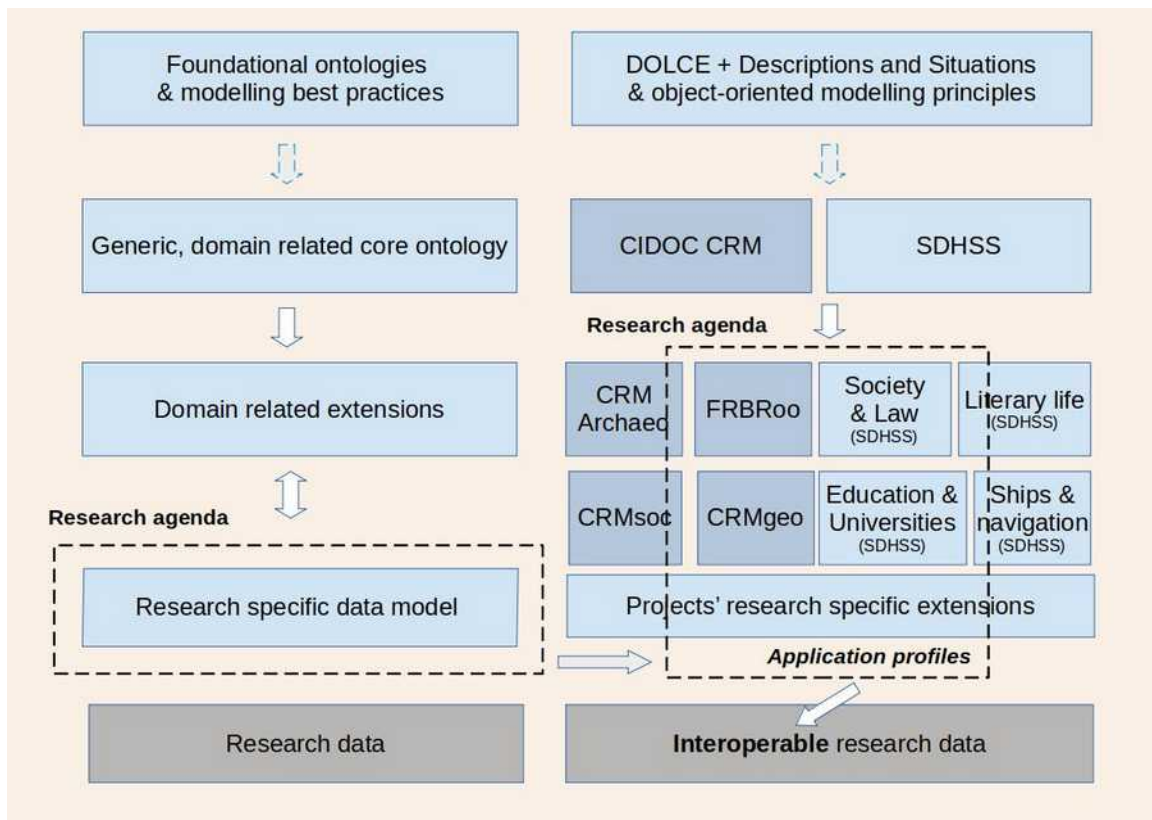 Foundational ontologies
& modelling best practices
DOLCE + Descriptions and Situations
& object-oriented modelling principles
Generic, domain related core ontology
CIDOC CRM
SDHSS
Research agenda
Domain related extensions
CRM
Archaeo
FRBRoo
Society
& Law
(SDHSS)
Literary life
(SDHSS)
Research agenda
CRMsoc
CRMgeo
Education &
Universities
(SDHSS)
Ships &
navigation
(SDHSS)
Research specific data model
Projects’ research specific extensions
Application profiles
Research data
Interoperable research data